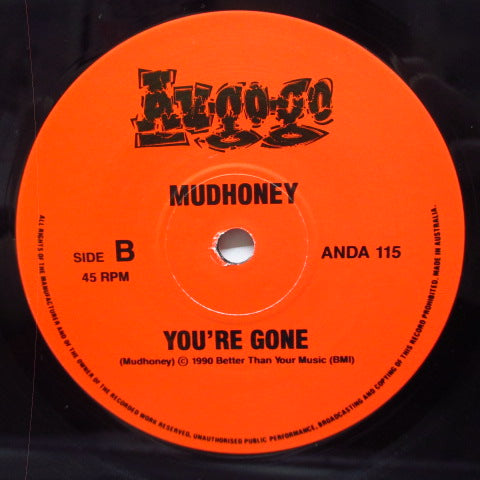 Au-go-go
MUDHONEY
SIDE B
45 RPM
ANDA 115
YOU'RE GONE
(Mudhoney) © 1990 Better Than Your Music (BMI)
ALL RIGHTS OF THE MANUFACTURER AND OF THE OWNER OF THE RECORDED WORK RESERVED. UNAUTHORISED PUBLIC PERFORMANCE, BROADCASTING AND COPYING OF THIS RECORD PROHIBITED. MADE IN AUSTRALIA.